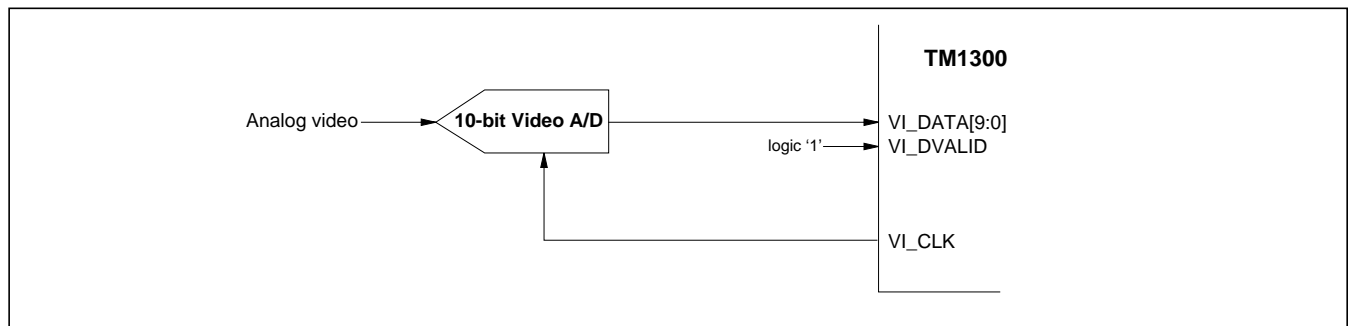 TM1300
Analog video
10-bit Video A/D
VI_DATA[9:0]
logic ‘1’
VI_DVALID
VI_CLK